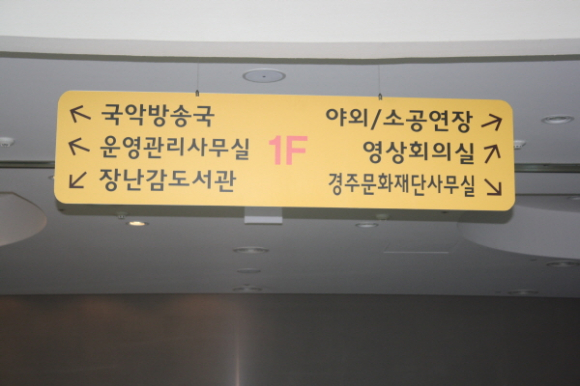 ↖ 국악방송국
↖ 운영관리사무실
↙ 장난감도서관
1F
야외/소공연장 ↗
영상회의실 ↗
경주문화재단사무실 ↘